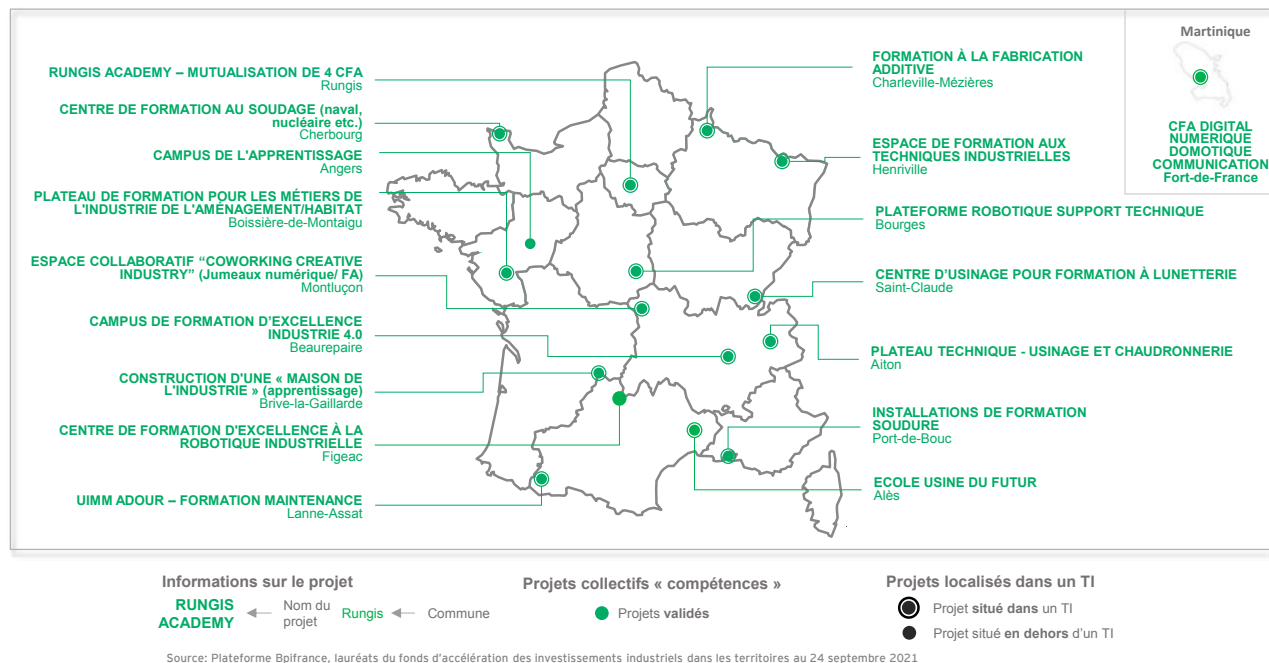 RUNGIS ACADEMY – MUTUALISATION DE 4 CFA
Rungis
CENTRE DE FORMATION AU SOUDAGE (naval,
nucléaire etc.)
Cherbourg
CAMPUS DE L'APPRENTISSAGE
Angers
PLATEAU DE FORMATION POUR LES MÉTIERS DE
L'INDUSTRIE DE L'AMÉNAGEMENT/HABITAT
Boissière-de-Montaigu
ESPACE COLLABORATIF “COWORKING CREATIVE
INDUSTRY” (Jumeaux numérique/ FA)
Montluçon
CAMPUS DE FORMATION D'EXCELLENCE
INDUSTRIE 4.0
Beaurepaire
CONSTRUCTION D'UNE « MAISON DE
L'INDUSTRIE » (apprentissage)
Brive-la-Gaillarde
CENTRE DE FORMATION D'EXCELLENCE À LA
ROBOTIQUE INDUSTRIELLE
Figeac
UIMM ADOUR – FORMATION MAINTENANCE
Lanne-Assat
FORMATION À LA FABRICATION
ADDITIVE
Charleville-Mézières
ESPACE DE FORMATION AUX
TECHNIQUES INDUSTRIELLES
Henriville
PLATEFORME ROBOTIQUE SUPPORT TECHNIQUE
Bourges
CENTRE D’USINAGE POUR FORMATION À LUNETTERIE
Saint-Claude
PLATEAU TECHNIQUE - USINAGE ET CHAUDRONNERIE
Aiton
INSTALLATIONS DE FORMATION
SOUDURE
Port-de-Bouc
ECOLE USINE DU FUTUR
Alès
Martinique
CFA DIGITAL
NUMERIQUE
DOMOTIQUE
COMMUNICATION
Fort-de-France
Informations sur le projet
RUNGIS
ACADEMY
Nom du
projet
Rungis
Commune
Projets collectifs « compétences »
Projets validés
Projets localisés dans un TI
Projet situé dans un TI
Projet situé en dehors d’un TI
Source: Plateforme Bpifrance, lauréats du fonds d’accélération des investissements industriels dans les territoires au 24 septembre 2021